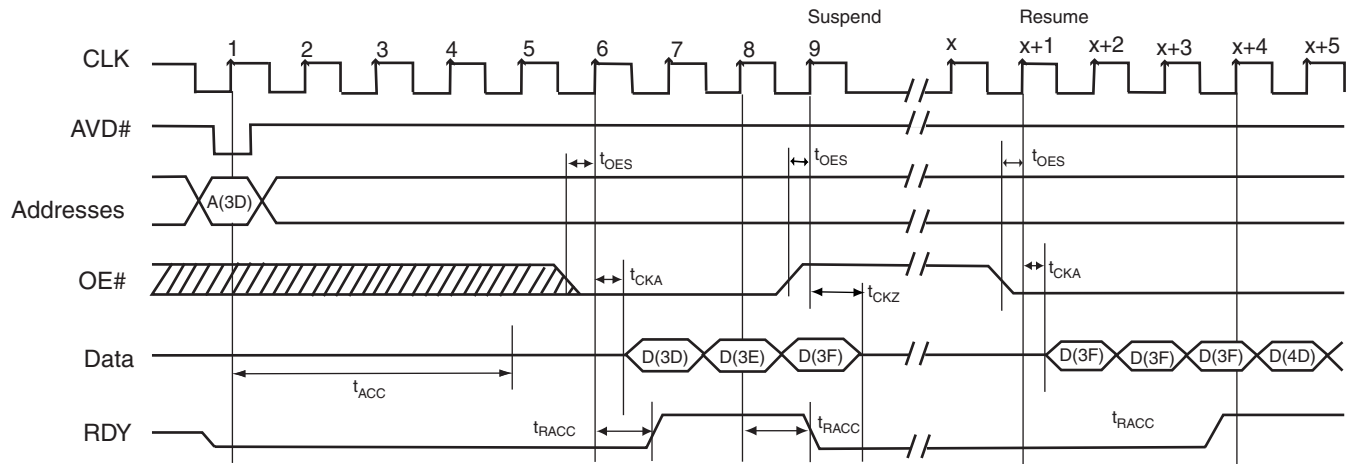 Suspend Resume
CLK 1 2 3 4 5 6 7 8 9 x x+1 x+2 x+3 x+4 x+5
AVD#
tOES tOES tOES
Addresses A(3D)
OE# tCKA tCKZ tCKA
Data D(3D) D(3E) D(3F) D(3F) D(3F) D(3F) D(4D)
tACC
RDY tRACC tRACC tRACC